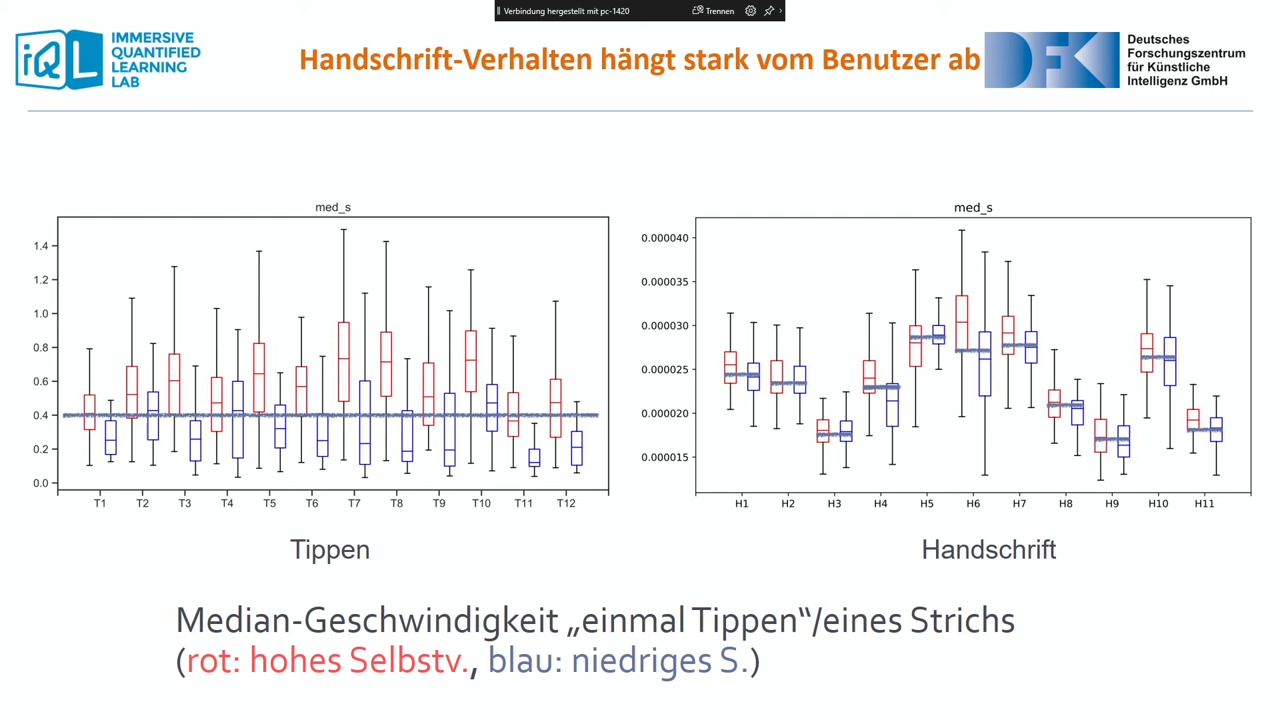 Verbindung hergestellt mit pc-1420
Trennen
IMMERSIVE
QUANTIFIED
LEARNING
LAB
iQL
Handschrift-Verhalten hängt stark vom Benutzer ab
DFKI
Deutsches
Forschungszentrum
für Künstliche
Intelligenz GmbH
med_s
1.4
1.2
1.0
0.8
0.6
0.4
0.2
0.0
T1 T2 T3 T4 T5 T6 T7 T8 T9 T10 T11 T12
Tippen
med_s
0.000040
0.000035
0.000030
0.000025
0.000020
0.000015
H1 H2 H3 H4 H5 H6 H7 H8 H9 H10 H11
Handschrift
Median-Geschwindigkeit „einmal Tippen“/eines Strichs
(rot: hohes Selbstv., blau: niedriges S.)